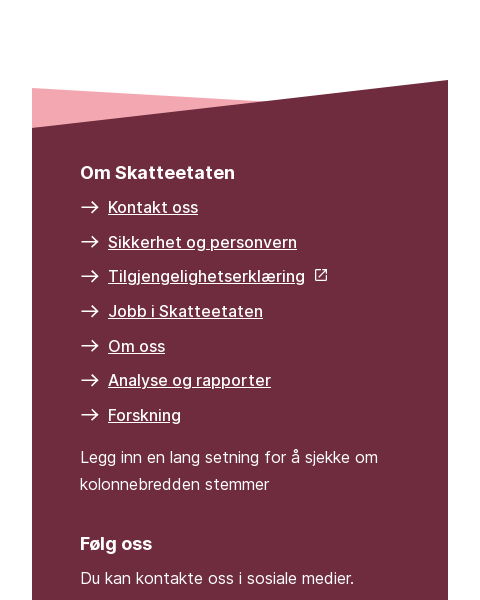 Om Skatteetaten
Kontakt oss
Sikkerhet og personvern
Tilgjengelighetserklæring
Jobb i Skatteetaten
Om oss
Analyse og rapporter
Forskning
Legg inn en lang setning for å sjekke om
kolonnebredden stemmer
Følg oss
Du kan kontakte oss i sosiale medier.